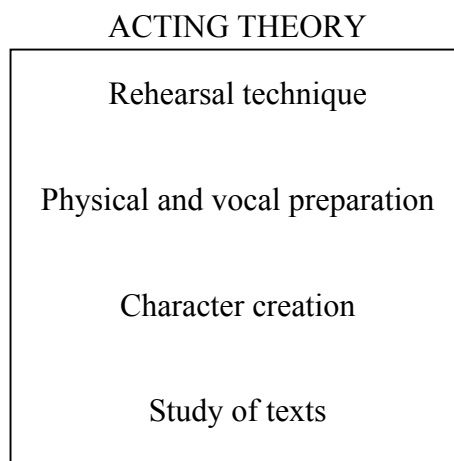 ACTING THEORY
Rehearsal technique
Physical and vocal preparation
Character creation
Study of texts